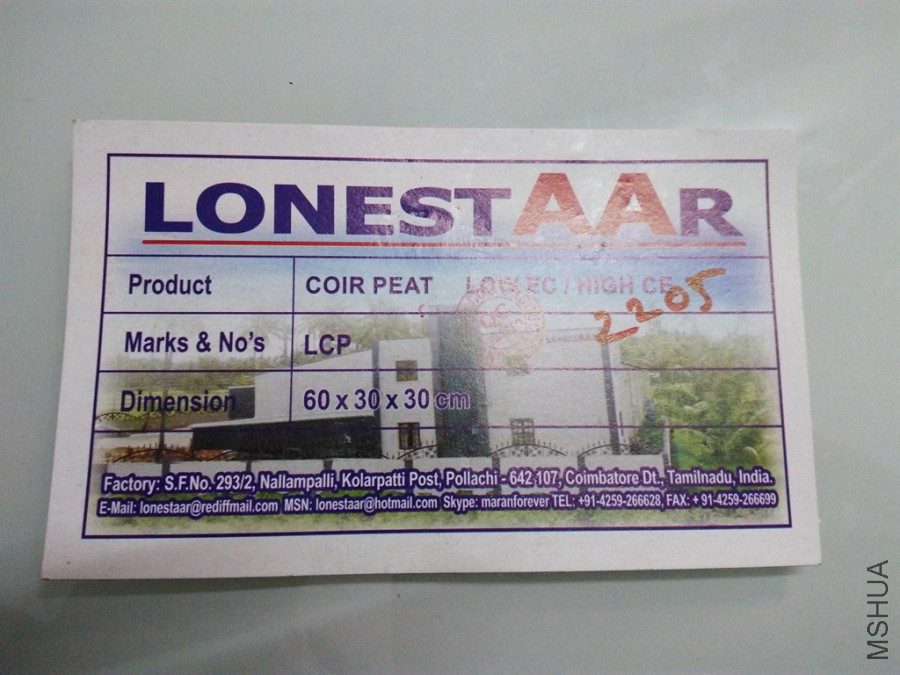 LONESTAAR
Product COIR PEAT LOW EC / HIGH CE
2205
Marks & No's LCP
Dimension 60 x 30 x 30 cm
Factory: S.F.No. 293/2, Nallampalli, Kolarpatti Post, Pollachi - 642 107, Coimbatore Dt., Tamilnadu, India.
E-Mail: lonestaar@rediffmail.com MSN: lonestaar@hotmail.com Skype: maranforever TEL: +91-4259-266628, FAX: + 91-4259-266699
MSHUA